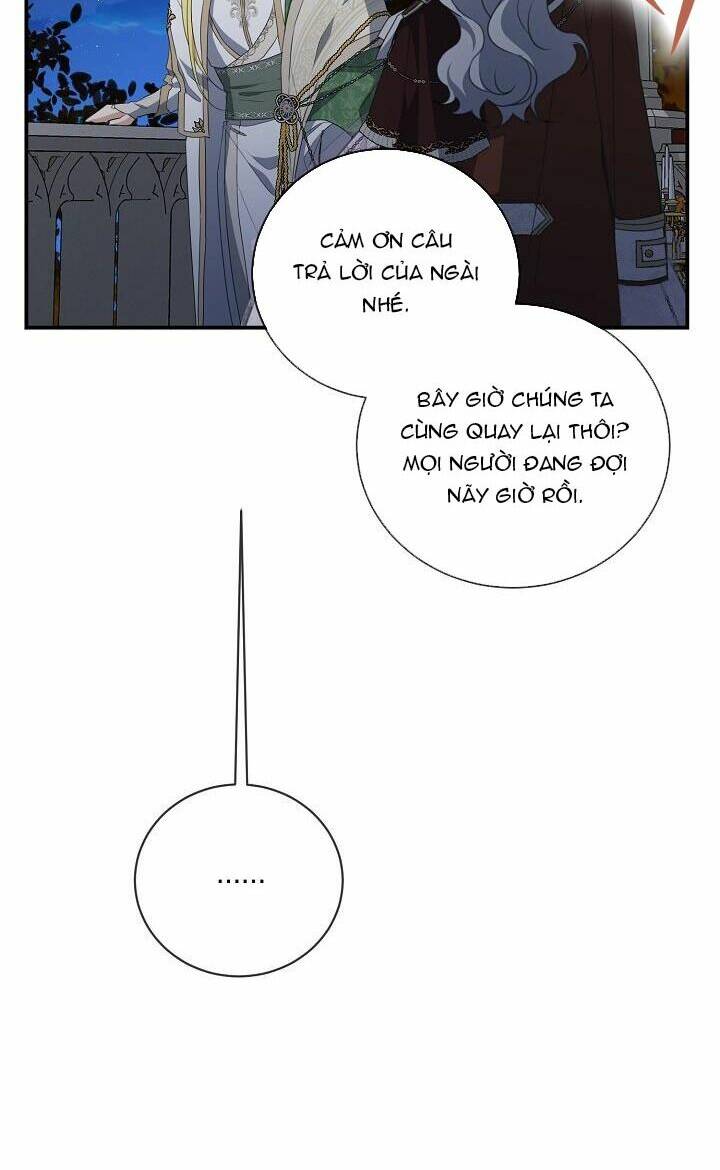 CẢM ƠN CÂU
TRẢ LỜI CỦA NGÀI
NHÉ.
BÂY GIỜ CHÚNG TA
CÙNG QUAY LẠI THÔI?
MỌI NGƯỜI ĐANG ĐỢI
NÃY GIỜ RỒI.
......